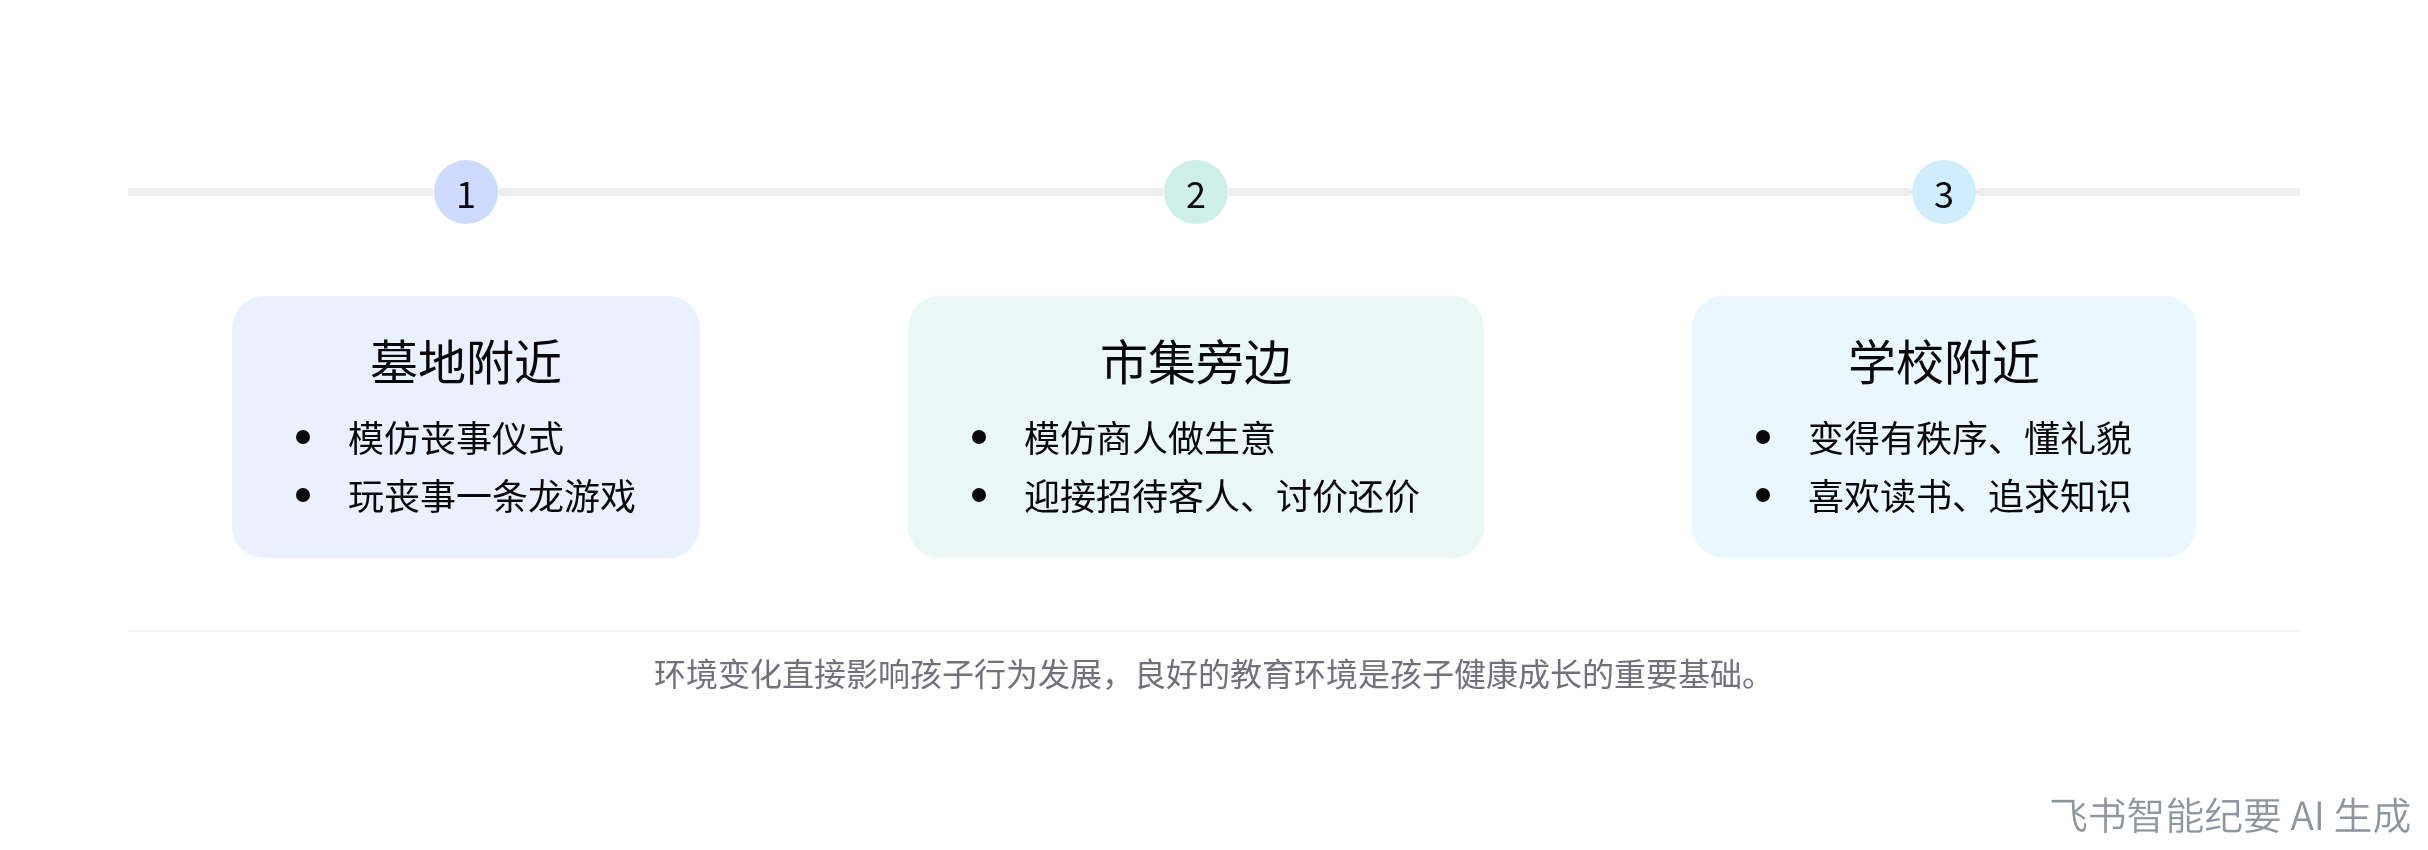 1
2
3
墓地附近
• 模仿丧事仪式
• 玩丧事一条龙游戏
市集旁边
• 模仿商人做生意
• 迎接招待客人、讨价还价
学校附近
• 变得有秩序、懂礼貌
• 喜欢读书、追求知识
环境变化直接影响孩子行为发展，良好的教育环境是孩子健康成长的重要基础。
飞书智能纪要 AI 生成